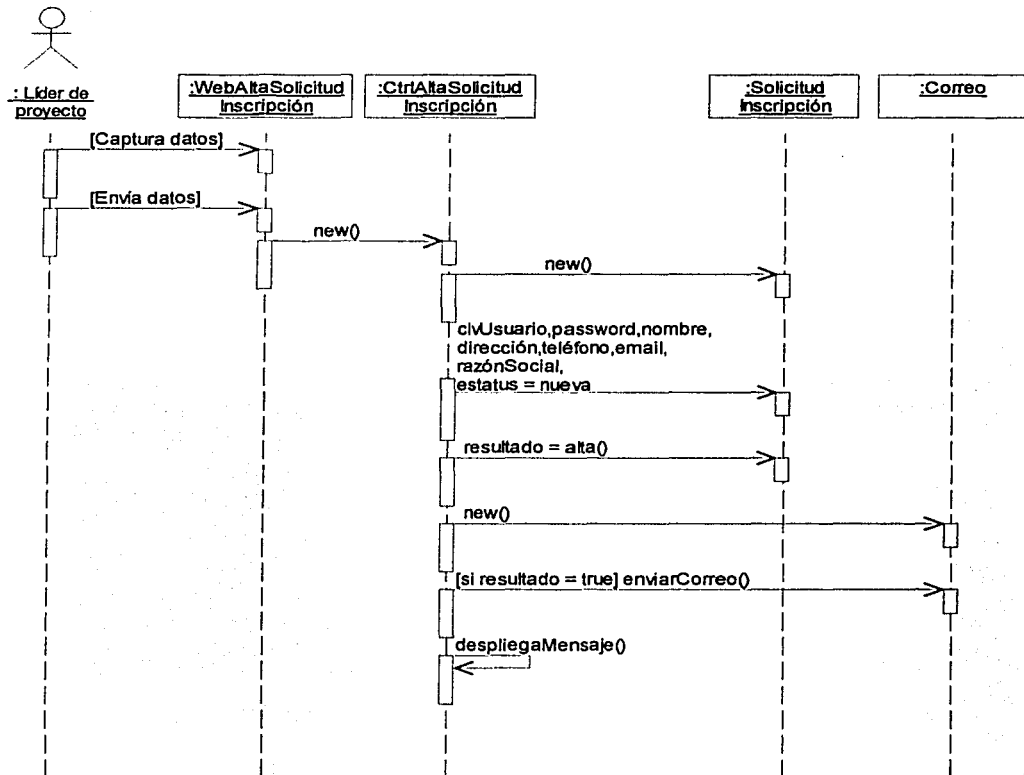 : Líder de
proyecto
:WebAltaSolicitud
Inscripción
:CtrlAltaSolicitud
Inscripción
:Solicitud
Inscripción
:Correo
[Captura datos]
[Envía datos]
new()
new()
clvUsuario,password,nombre,
dirección,teléfono,email,
razónSocial,
estatus = nueva
resultado = alta()
new()
[si resultado = true] enviarCorreo()
despliegaMensaje()